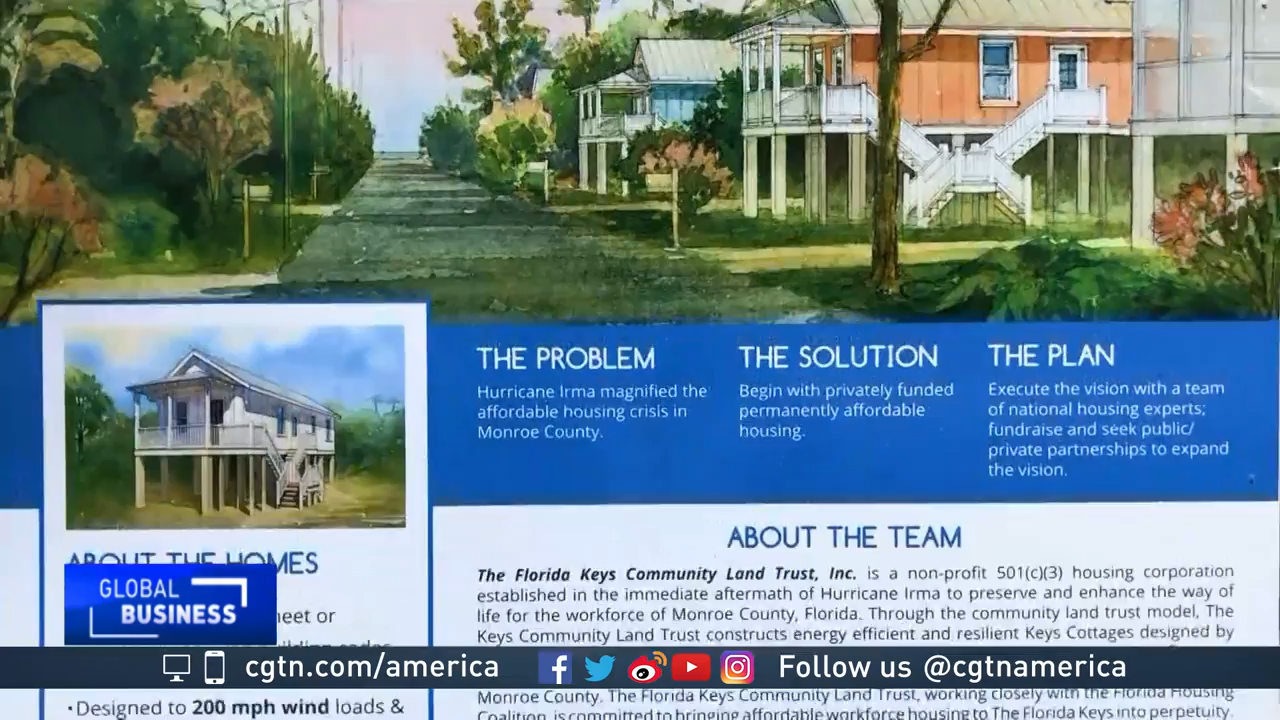 THE PROBLEM
Hurricane Irma magnified the
affordable housing crisis in
Monroe County.
THE SOLUTION
Begin with privately funded
permanently affordable
housing.
THE PLAN
Execute the vision with a team
of national housing experts;
fundraise and seek public/
private partnerships to expand
the vision.
ABOUT THE HOMES
meet or
building codes
•Designed to 200 mph wind loads &
ABOUT THE TEAM
The Florida Keys Community Land Trust, Inc. is a non-profit 501(c)(3) housing corporation
established in the immediate aftermath of Hurricane Irma to preserve and enhance the way of
life for the workforce of Monroe County, Florida. Through the community land trust model, The
Keys Community Land Trust constructs energy efficient and resilient Keys Cottages designed by
Monroe County. The Florida Keys Community Land Trust, working closely with the Florida Housing
Coalition, is committed to bringing affordable workforce housing to The Florida Keys into perpetuity.
GLOBAL
BUSINESS
cgtn.com/america
Follow us @cgtnamerica